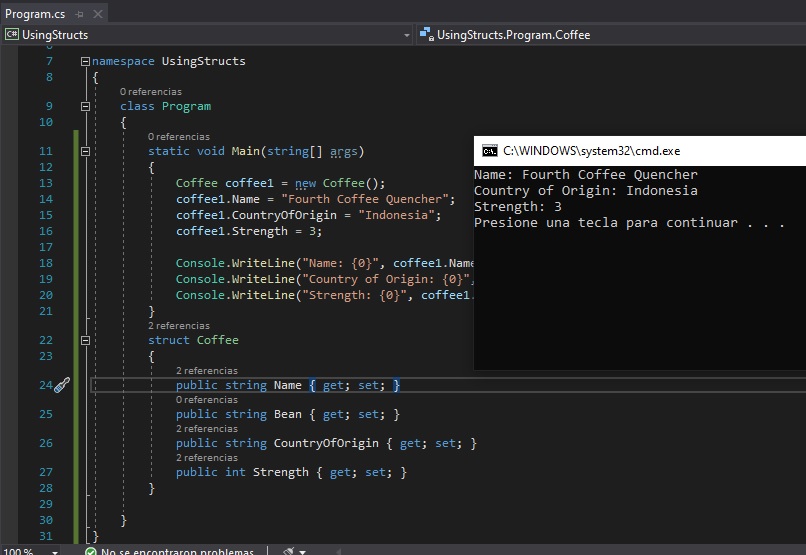 Program.cs
C# UsingStructs
UsingStructs.Program.Coffee
7 namespace UsingStructs
8 {
0 referencias
9 class Program
10 {
0 referencias
11 static void Main(string[] args)
12 {
13 Coffee coffee1 = new Coffee();
14 coffee1.Name = "Fourth Coffee Quencher";
15 coffee1.CountryOfOrigin = "Indonesia";
16 coffee1.Strength = 3;
17
18 Console.WriteLine("Name: {0}", coffee1.Name
19 Console.WriteLine("Country of Origin: {0}",
20 Console.WriteLine("Strength: {0}", coffee1.
21 }
2 referencias
22 struct Coffee
23 {
2 referencias
24 public string Name { get; set; }
0 referencias
25 public string Bean { get; set; }
2 referencias
26 public string CountryOfOrigin { get; set; }
2 referencias
27 public int Strength { get; set; }
28 }
29
30 }
31 }
100 %
No se encontraron problemas
C:\WINDOWS\system32\cmd.exe
Name: Fourth Coffee Quencher
Country of Origin: Indonesia
Strength: 3
Presione una tecla para continuar . . .